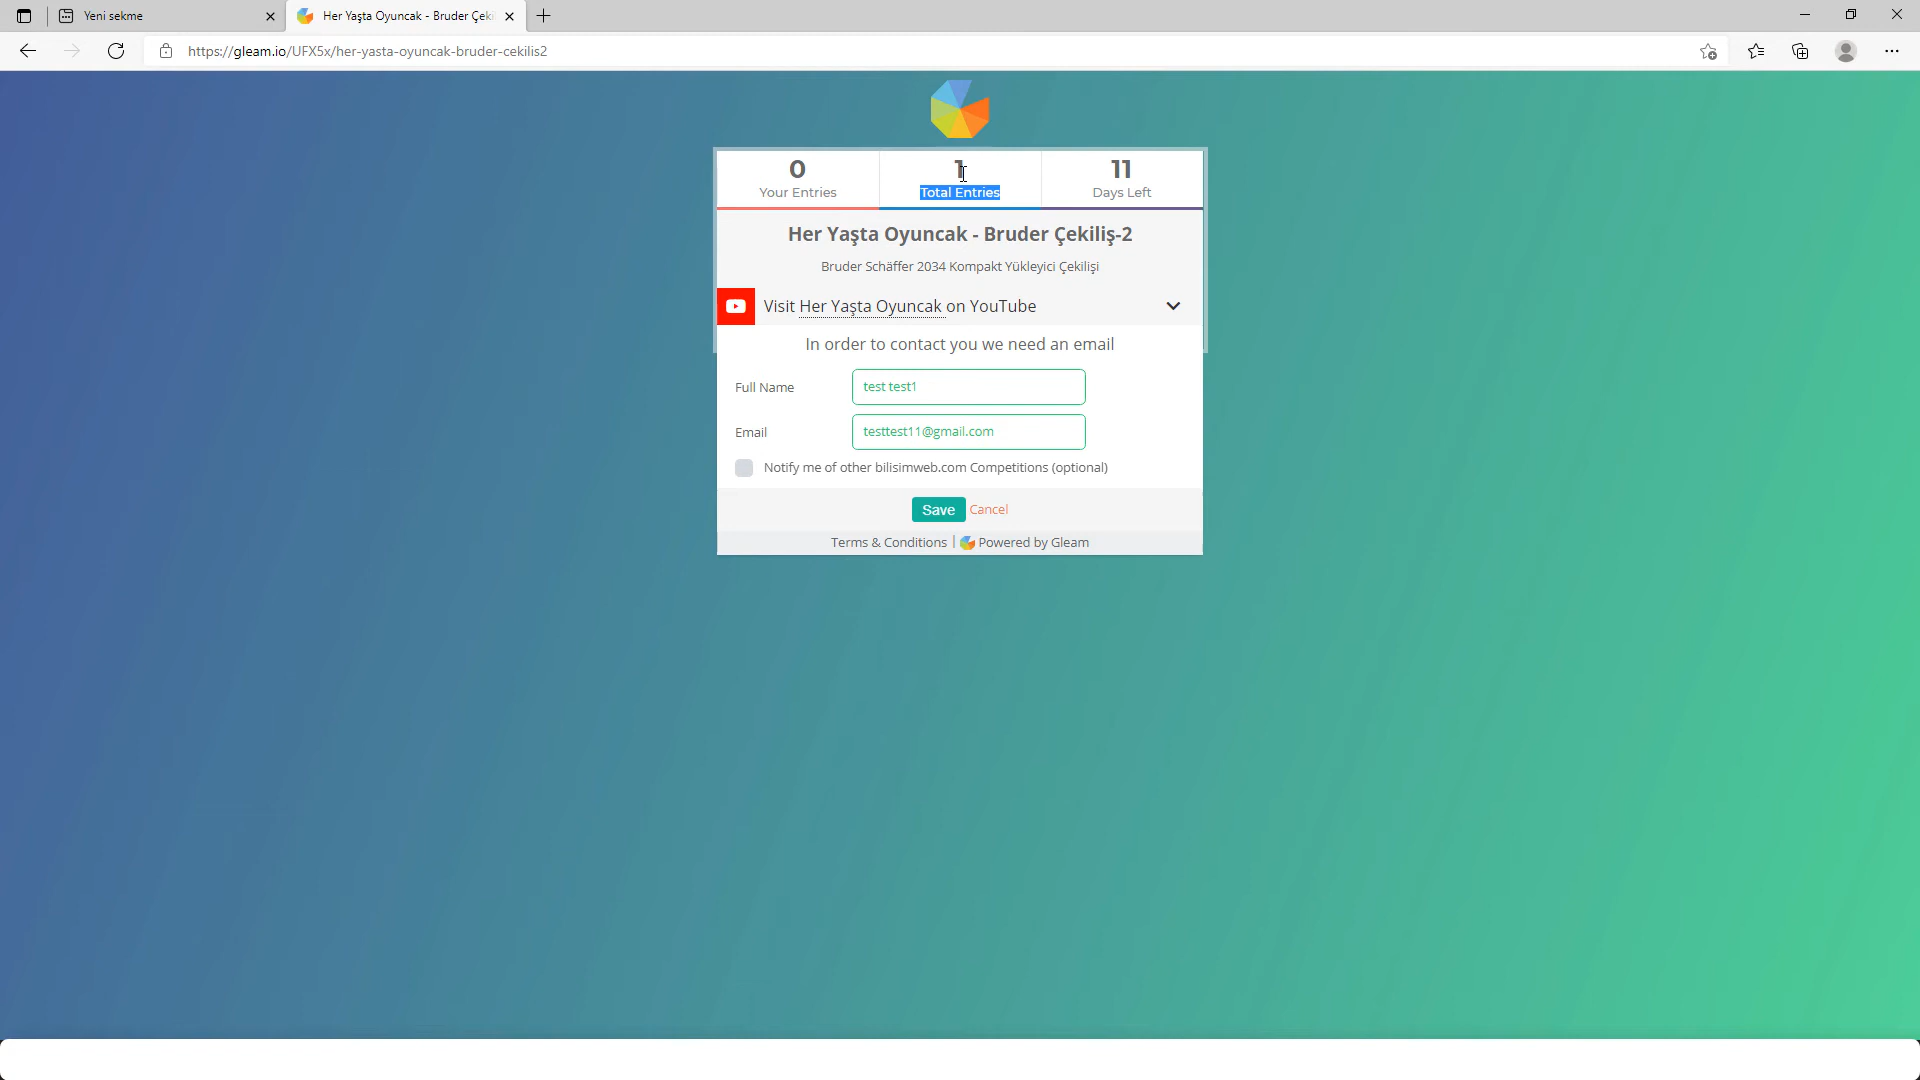 Yeni sekme
Her Yaşta Oyuncak - Bruder Çeki
https://gleam.io/UFX5x/her-yasta-oyuncak-bruder-cekilis2
0
Your Entries
1
Total Entries
11
Days Left
Her Yaşta Oyuncak - Bruder Çekiliş-2
Bruder Schäffer 2034 Kompakt Yükleyici Çekilişi
Visit Her Yaşta Oyuncak on YouTube
In order to contact you we need an email
Full Name
test test1
Email
testtest11@gmail.com
Notify me of other bilisimweb.com Competitions (optional)
Save Cancel
Terms & Conditions | Powered by Gleam